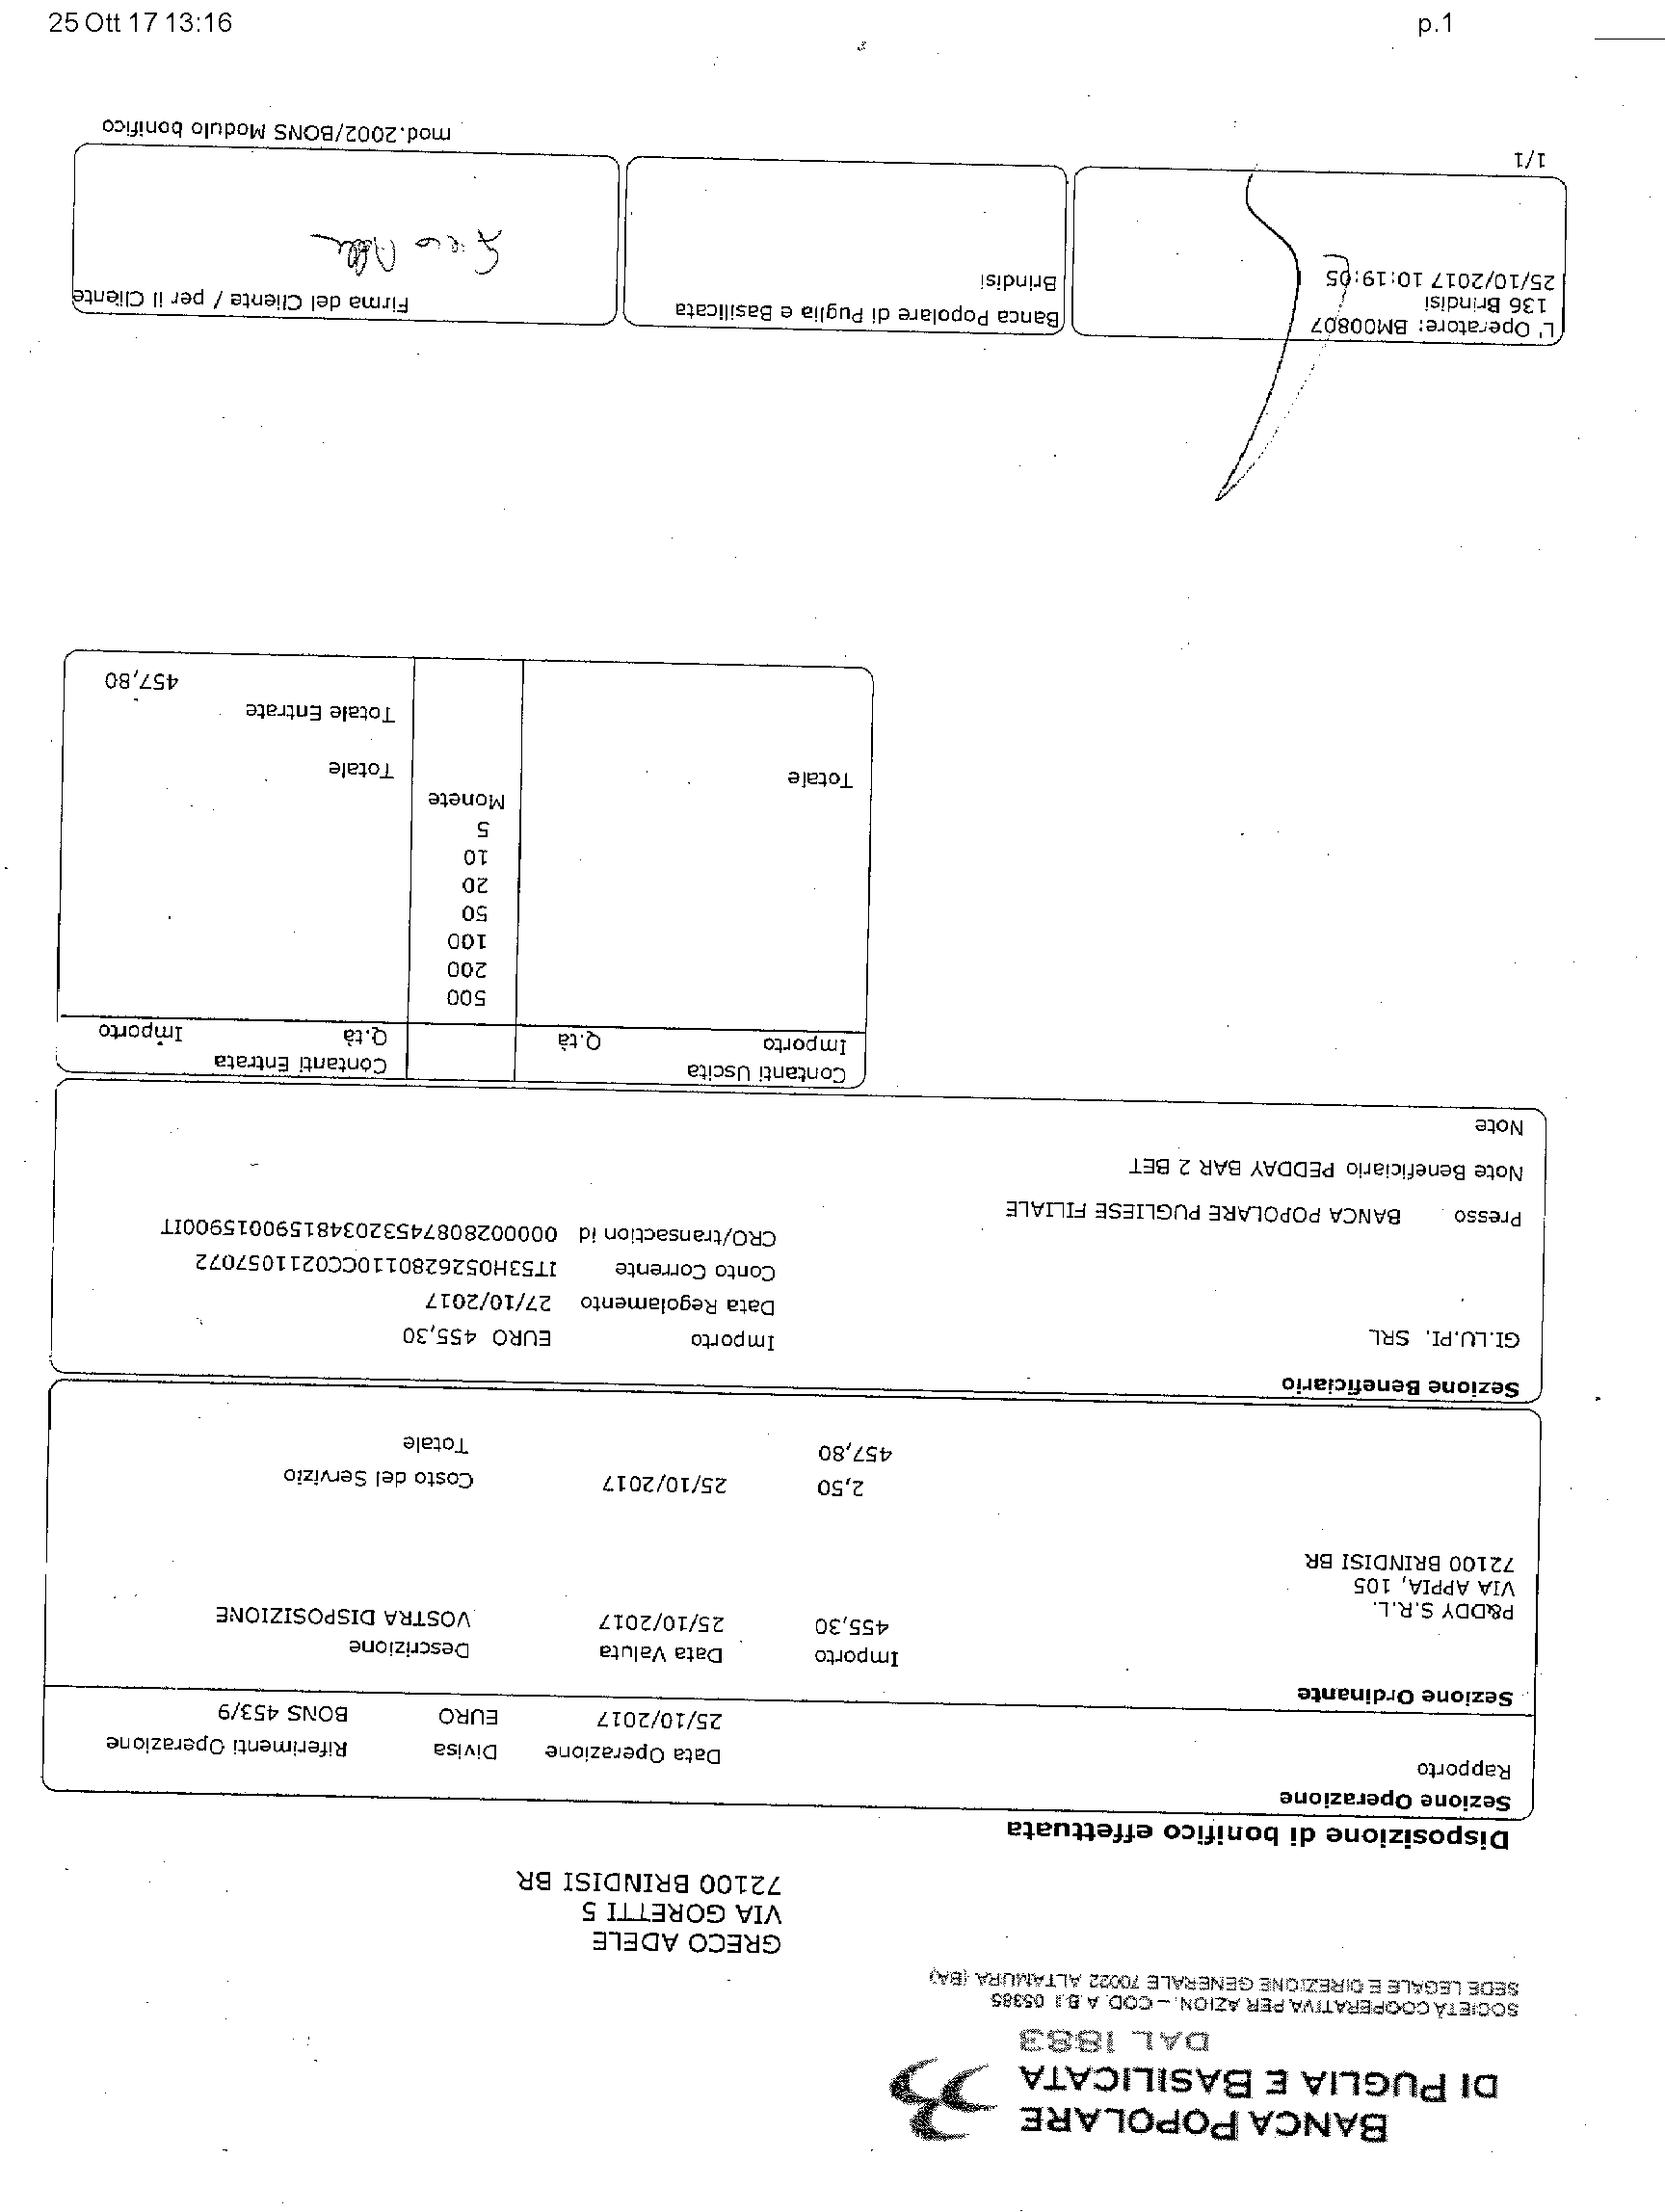 25 Ott 17 13:16
p.1
BANCA POPOLARE
DI PUGLIA E BASILICATA
DAL 1883
SOCIETÀ COOPERATIVA PER AZION. – COD. A.B.I. 05385
SEDE LEGALE E DIREZIONE GENERALE 70022 ALTAMURA (BA)
GRECO ADELE
VIA GORETTI 5
72100 BRINDISI BR
Disposizione di bonifico effettuata
Sezione Operazione
Rapporto Data Operazione Divisa Riferimenti Operazione
25/10/2017 EURO BONS 453/9
Sezione Ordinante
Importo Data Valuta Descrizione
P&DDY S.R.L. 455,30 25/10/2017 VOSTRA DISPOSIZIONE
VIA APPIA, 105
72100 BRINDISI BR
2,50 25/10/2017 Costo del Servizio
457,80 Totale
Sezione Beneficiario
GI.LU.PI. SRL Importo EURO 455,30
Data Regolamento 27/10/2017
Conto Corrente IT53H0526280110CC0211057072
Presso BANCA POPOLARE PUGLIESE FILIALE CRO/transaction id 0000028087453203481590015900IT
Note Beneficiario PEDDAY BAR 2 BET
Note
Contanti Uscita Contanti Entrata
Importo Q.tà Q.tà Importo
500
200
100
50
20
10
5
Monete
Totale Totale
Totale Entrate
457,80
L' Operatore: BM00807
136 Brindisi
25/10/2017 10:19:05
Banca Popolare di Puglia e Basilicata
Brindisi
Firma del Cliente / per il Cliente
1/1
mod.2002/BONS Modulo bonifico